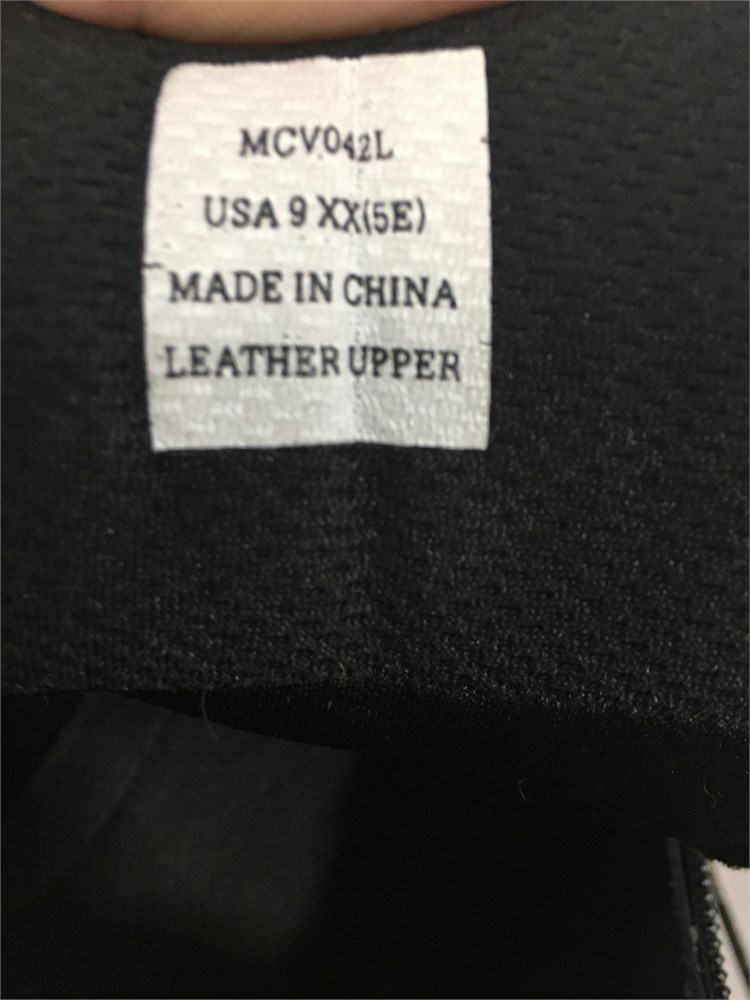 MCV042L
USA 9 XX(5E)
MADE IN CHINA
LEATHER UPPER